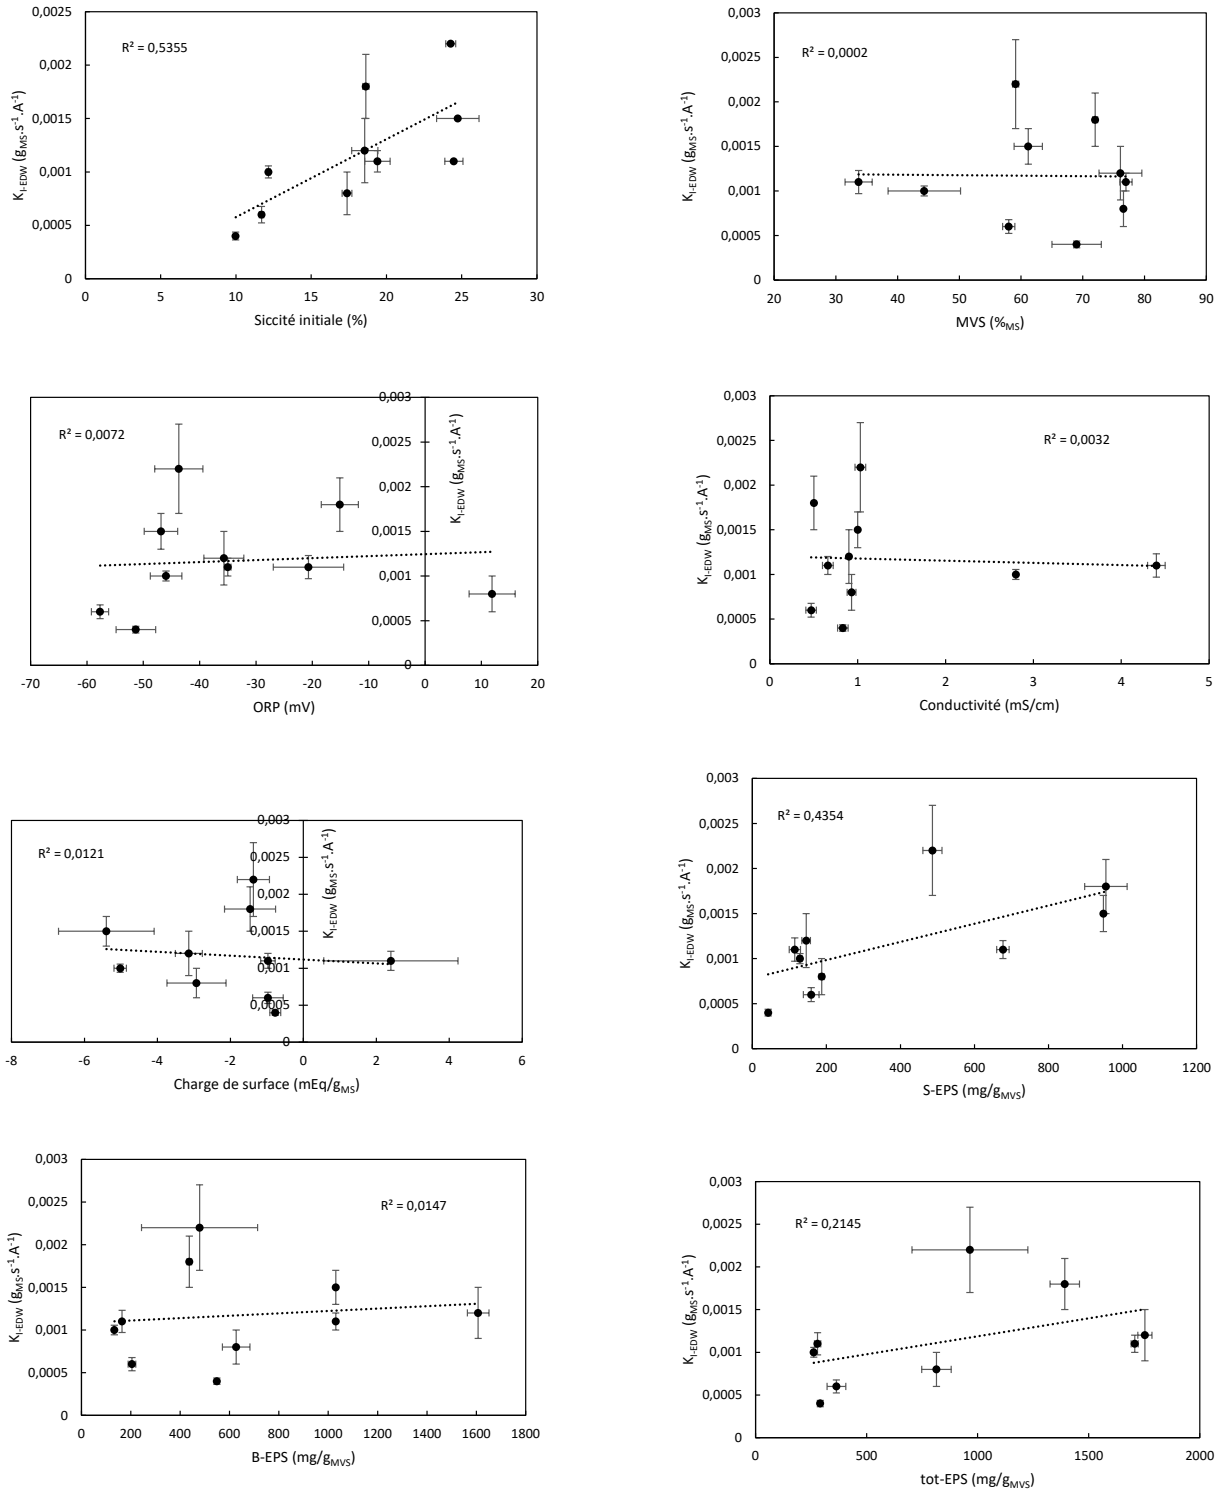 0,0025
0,002
0,0015
0,001
0,0005
0
K_I-EDW (g_MS.s⁻¹.A⁻¹)
R² = 0,5355
0 5 10 15 20 25 30
Siccité initiale (%)
0,003
0,0025
0,002
0,0015
0,001
0,0005
0
K_I-EDW (g_MS.s⁻¹.A⁻¹)
R² = 0,0002
20 30 40 50 60 70 80 90
MVS (%_MS)
0,003
0,0025
0,002
0,0015
0,001
0,0005
0
K_I-EDW (g_MS.s⁻¹.A⁻¹)
R² = 0,0072
-70 -60 -50 -40 -30 -20 -10 0 10 20
ORP (mV)
0,003
0,0025
0,002
0,0015
0,001
0,0005
0
K_I-EDW (g_MS.s⁻¹.A⁻¹)
R² = 0,0032
0 1 2 3 4 5
Conductivité (mS/cm)
0,003
0,0025
0,002
0,0015
0,001
0,0005
0
K_I-EDW (g_MS.s⁻¹.A⁻¹)
R² = 0,0121
-8 -6 -4 -2 0 2 4 6
Charge de surface (mEq/g_MS)
0,003
0,0025
0,002
0,0015
0,001
0,0005
0
K_I-EDW (g_MS.s⁻¹.A⁻¹)
R² = 0,4354
0 200 400 600 800 1000 1200
S-EPS (mg/g_MVS)
0,003
0,0025
0,002
0,0015
0,001
0,0005
0
K_I-EDW (g_MS.s⁻¹.A⁻¹)
R² = 0,0147
0 200 400 600 800 1000 1200 1400 1600 1800
B-EPS (mg/g_MVS)
0,003
0,0025
0,002
0,0015
0,001
0,0005
0
K_I-EDW (g_MS.s⁻¹.A⁻¹)
R² = 0,2145
0 500 1000 1500 2000
tot-EPS (mg/g_MVS)